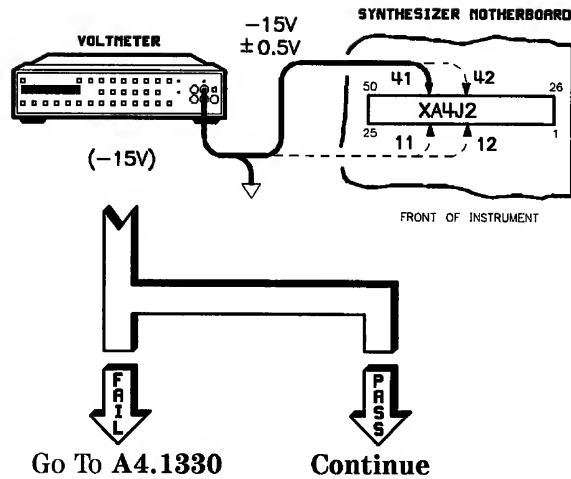 SYNTHESIZER MOTHERBOARD
VOLTMETER
-15V
±0.5V
41
42
50
26
XA4J2
25
11
12
1
(-15V)
FRONT OF INSTRUMENT
FAIL
PASS
Go To A4.1330
Continue